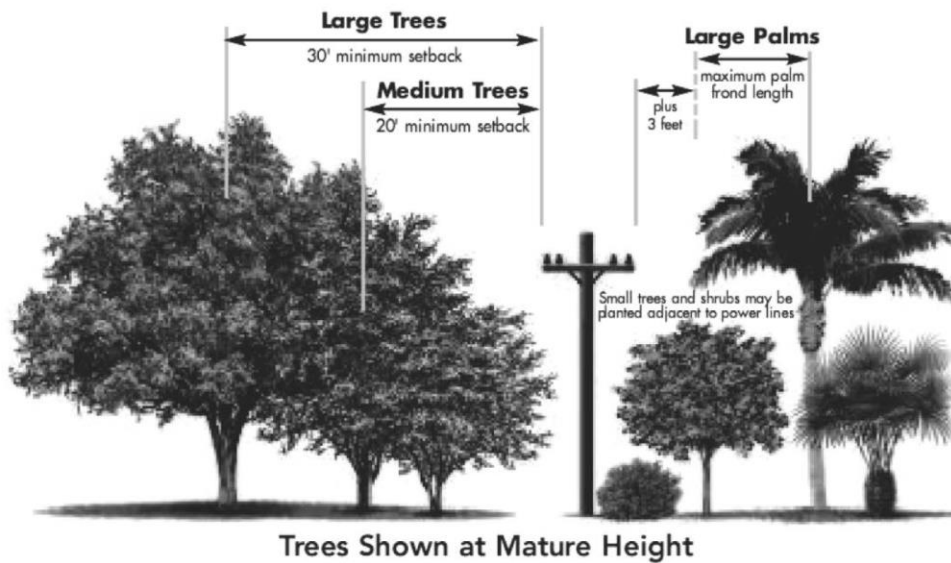 Large Trees
30' minimum setback
Medium Trees
20' minimum setback
Large Palms
maximum palm
frond length
plus
3 feet
Small trees and shrubs may be
planted adjacent to power lines
Trees Shown at Mature Height